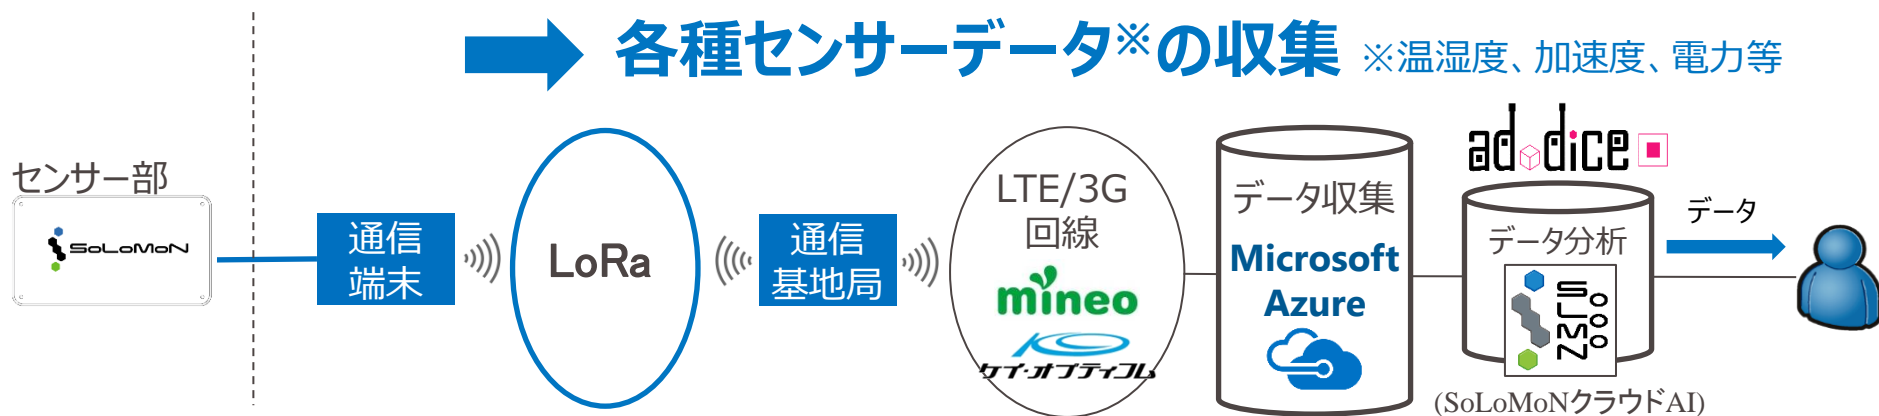 各種センサーデータ※の収集 ※温湿度、加速度、電力等
センサー部
SoLoMoN
通信
端末
LoRa
通信
基地局
LTE/3G
回線
mineo
ケイ・オプティコム
データ収集
Microsoft
Azure
ad dice
データ分析
SoLoMoN
(SoLoMoNクラウドAI)
データ